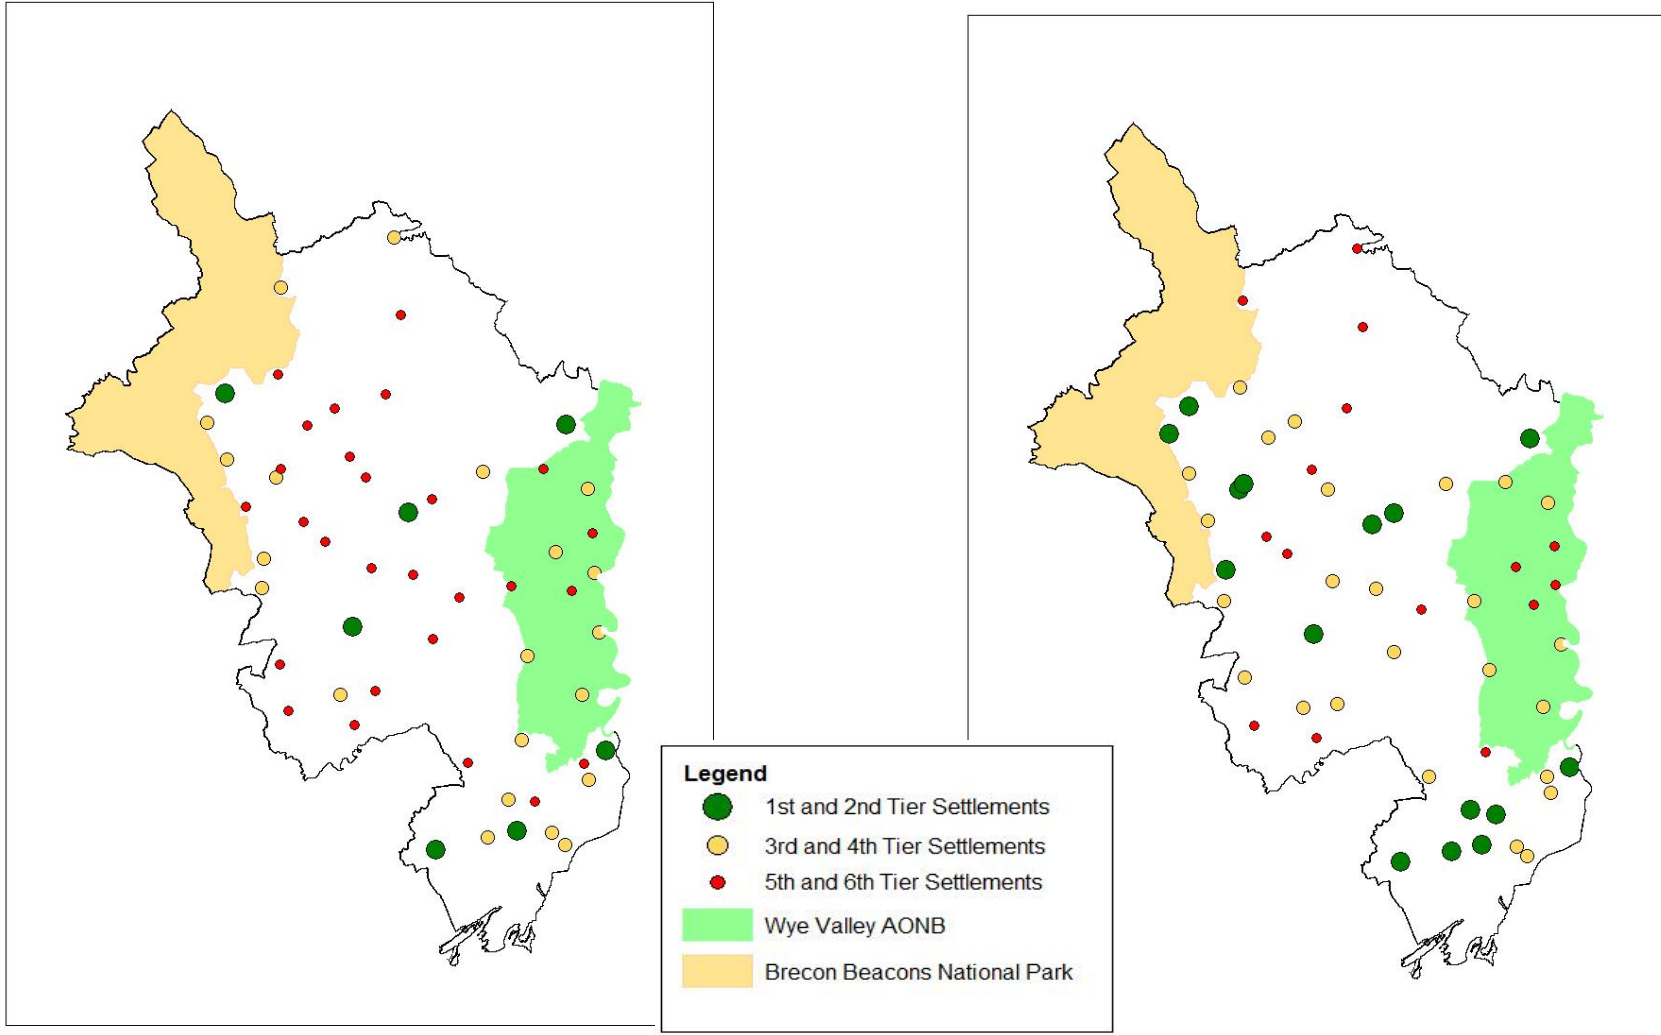 Legend
1st and 2nd Tier Settlements
3rd and 4th Tier Settlements
5th and 6th Tier Settlements
Wye Valley AONB
Brecon Beacons National Park